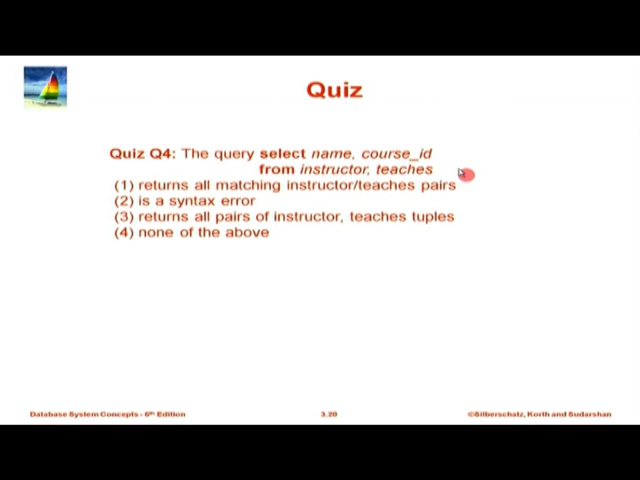 Quiz
Quiz Q4: The query select name, course_id
from instructor, teaches
(1) returns all matching instructor/teaches pairs
(2) is a syntax error
(3) returns all pairs of instructor, teaches tuples
(4) none of the above
Database System Concepts - 6th Edition
3.20
©Silberschatz, Korth and Sudarshan